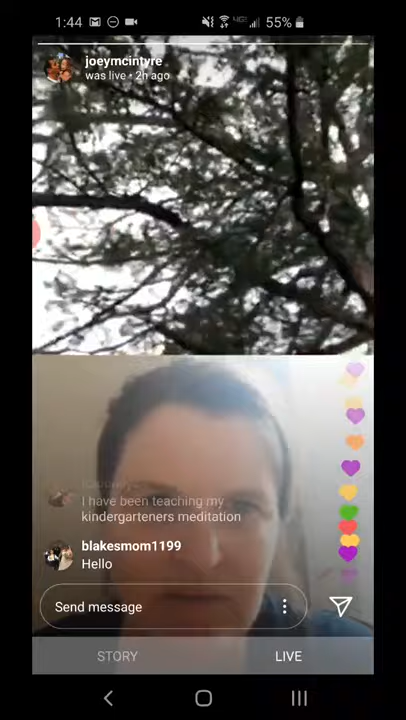 1:44
55%
joeymcintyre
was live • 2h ago
I have been teaching my
kindergarteners meditation
blakesmom1199
Hello
Send message
STORY
LIVE